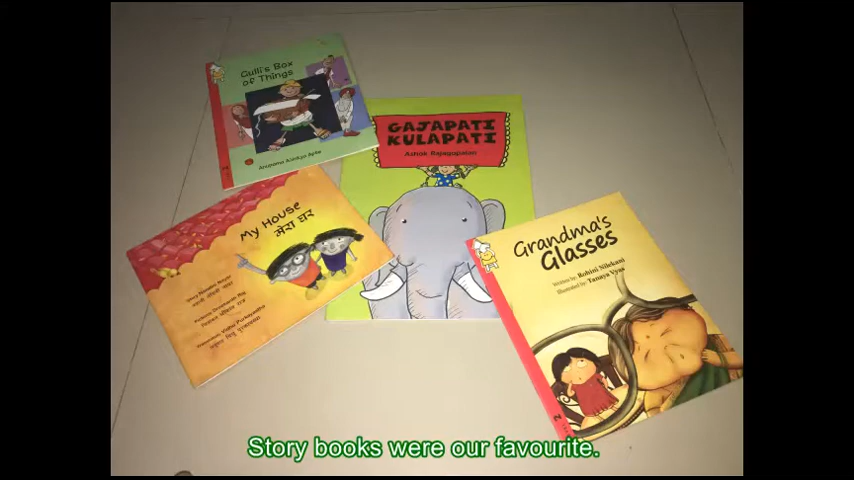 Gulli's Box
of Things
Anupama Ajinkya Apte
GAJAPATI
KULAPATI
Ashok Rajagopalan
My House
मेरा घर
Grandma's
Glasses
Written by: Rohini Nilekani
Illustrated by: Tanaya Vyas
2
Story books were our favourite.